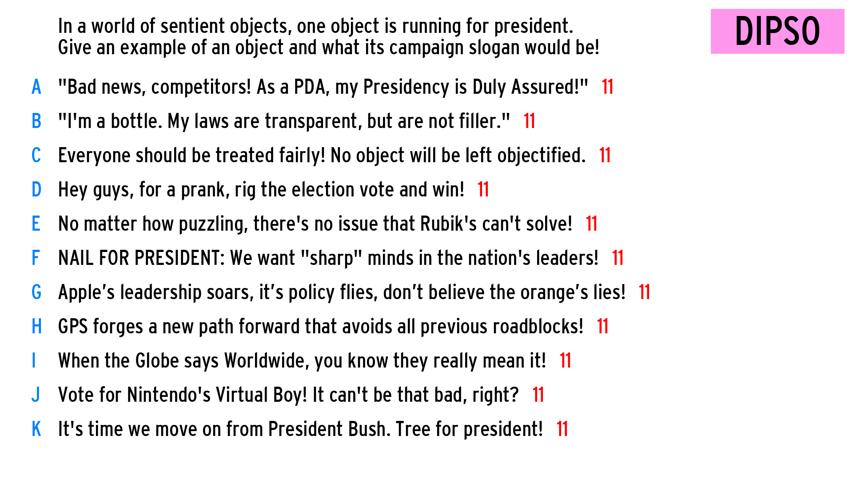 In a world of sentient objects, one object is running for president.
Give an example of an object and what its campaign slogan would be!
DIPSO
A "Bad news, competitors! As a PDA, my Presidency is Duly Assured!" 11
B "I'm a bottle. My laws are transparent, but are not filler." 11
C Everyone should be treated fairly! No object will be left objectified. 11
D Hey guys, for a prank, rig the election vote and win! 11
E No matter how puzzling, there's no issue that Rubik's can't solve! 11
F NAIL FOR PRESIDENT: We want "sharp" minds in the nation's leaders! 11
G Apple’s leadership soars, it’s policy flies, don’t believe the orange’s lies! 11
H GPS forges a new path forward that avoids all previous roadblocks! 11
I When the Globe says Worldwide, you know they really mean it! 11
J Vote for Nintendo's Virtual Boy! It can't be that bad, right? 11
K It's time we move on from President Bush. Tree for president! 11